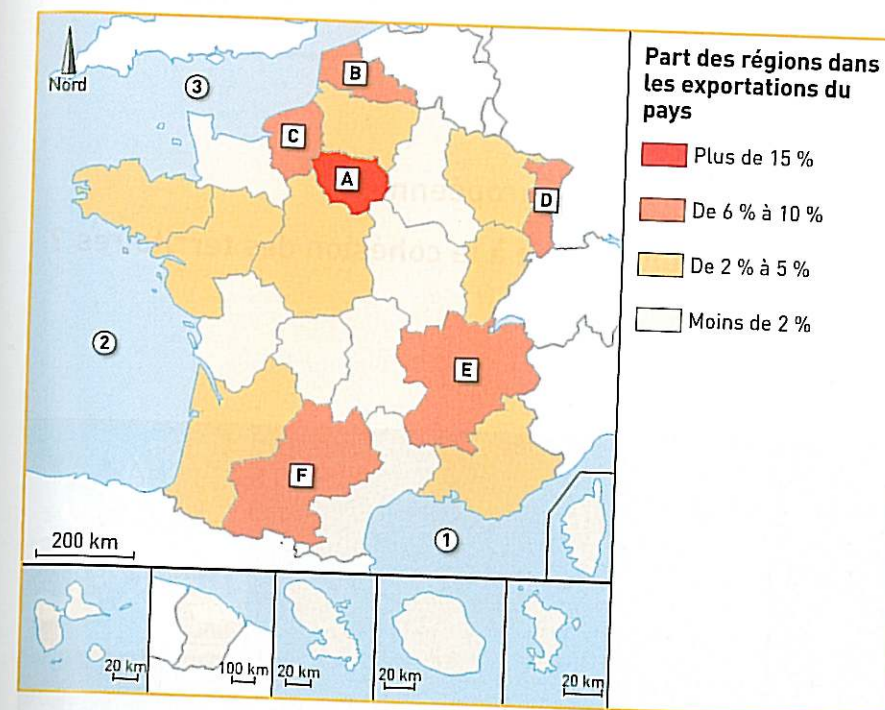 Nord
3
B
C
A
D
2
E
F
1
200 km
20 km
100 km
20 km
20 km
20 km
Part des régions dans
les exportations du
pays
Plus de 15 %
De 6 % à 10 %
De 2 % à 5 %
Moins de 2 %